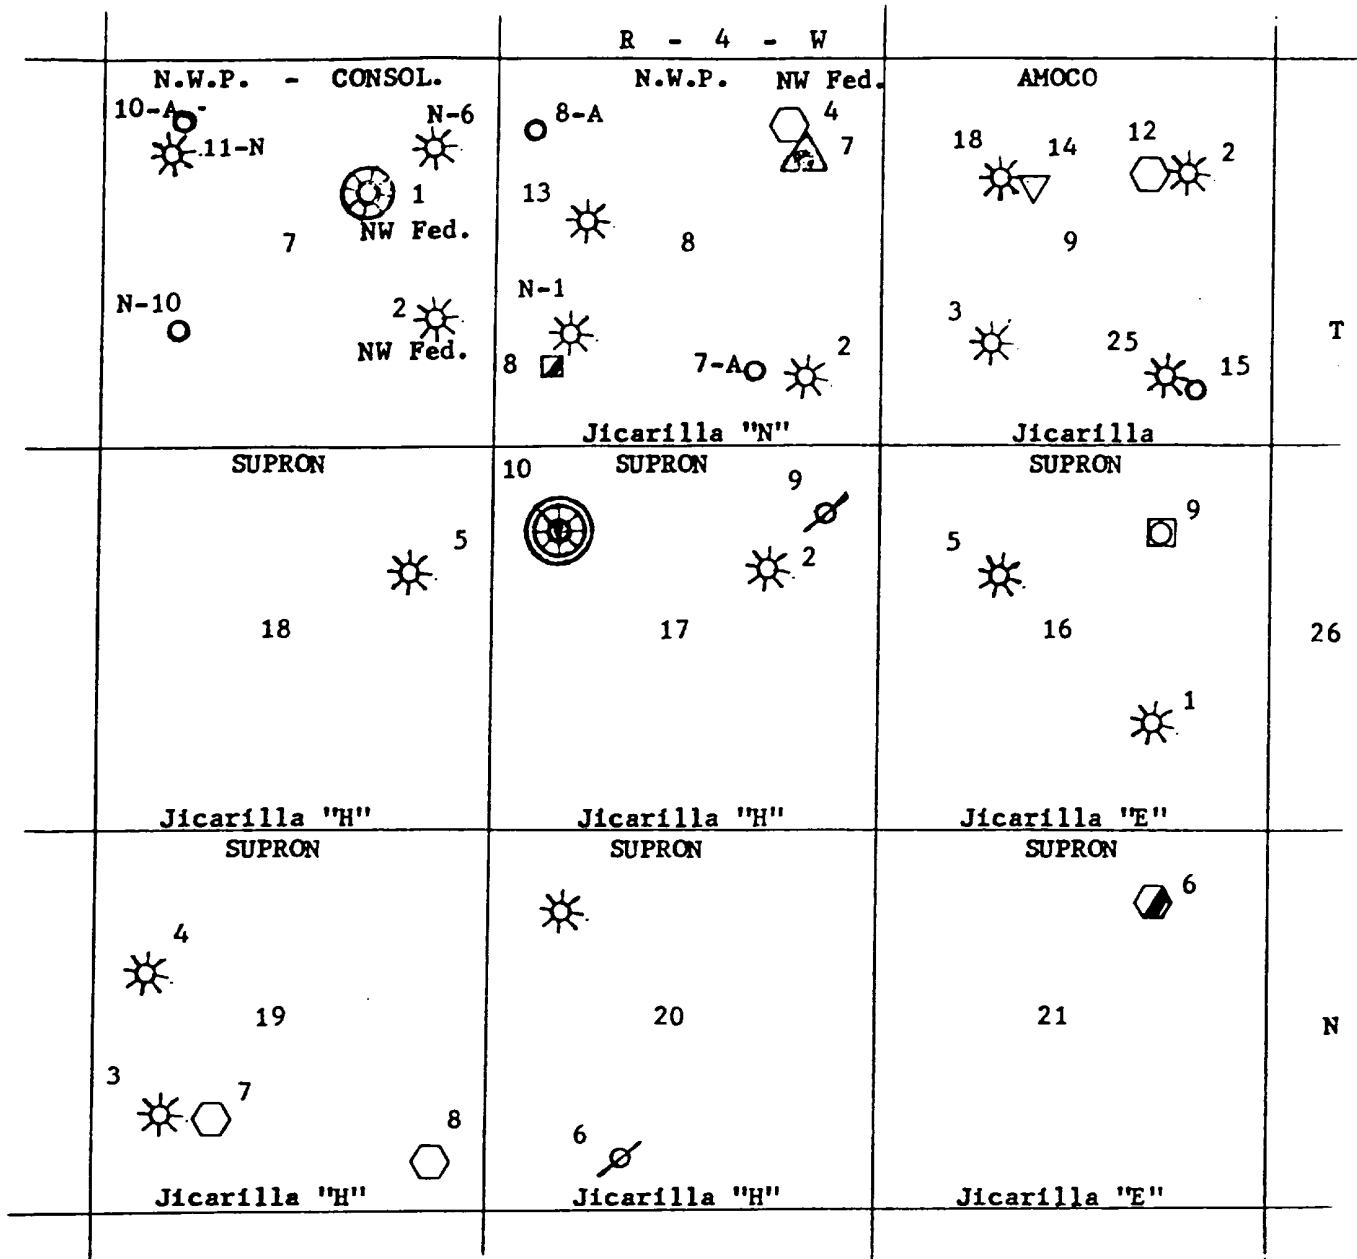 R - 4 - W
N.W.P. - CONSOL.
N.W.P. NW Fed.
AMOCO
10-A
N-6
8-A
4
11-N
7
18
14
12
2
1
13
NW Fed.
7
8
9
N-10
2
N-1
3
T
NW Fed.
8
7-A
2
25
15
Jicarilla "N"
Jicarilla
SUPRON
SUPRON
SUPRON
10
9
9
5
2
5
18
17
16
26
1
Jicarilla "H"
Jicarilla "H"
Jicarilla "E"
SUPRON
SUPRON
SUPRON
6
4
19
20
21
N
3
7
8
6
Jicarilla "H"
Jicarilla "H"
Jicarilla "E"